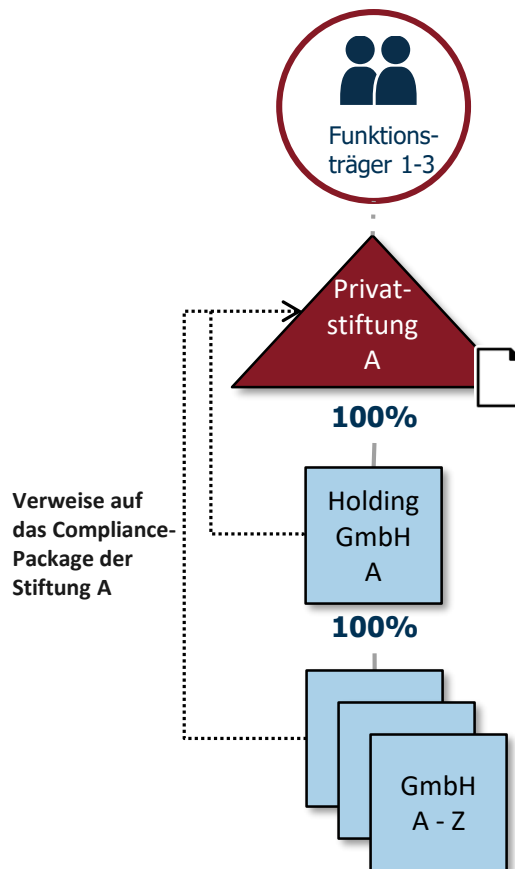 Funktions-
träger 1-3
Privat-
stiftung
A
100%
Verweise auf
das Compliance-
Package der
Stiftung A
Holding
GmbH
A
100%
GmbH
A - Z